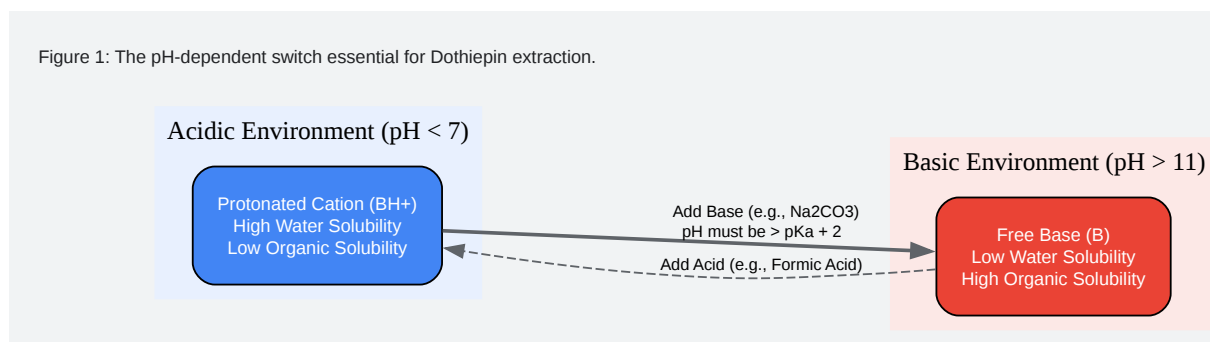 Figure 1: The pH-dependent switch essential for Dothiepin extraction.
Acidic Environment (pH < 7)
Protonated Cation (BH+)
High Water Solubility
Low Organic Solubility
Add Base (e.g., Na2CO3)
pH must be > pKa + 2
Add Acid (e.g., Formic Acid)
Basic Environment (pH > 11)
Free Base (B)
Low Water Solubility
High Organic Solubility